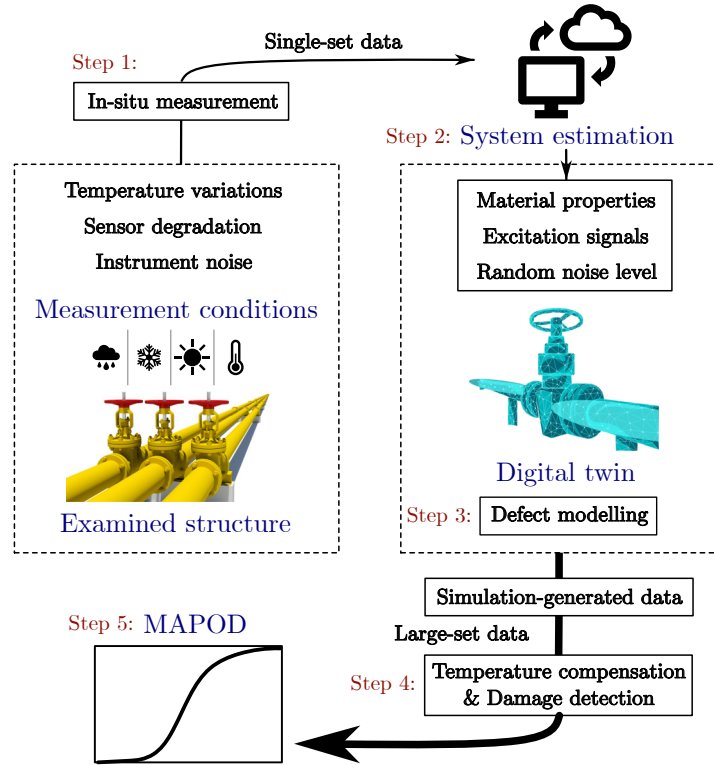 Single-set data
Step 1:
In-situ measurement
Step 2: System estimation
Temperature variations
Sensor degradation
Instrument noise
Measurement conditions
Examined structure
Material properties
Excitation signals
Random noise level
Digital twin
Step 3: Defect modelling
Simulation-generated data
Large-set data
Step 4: Temperature compensation
& Damage detection
Step 5: MAPOD